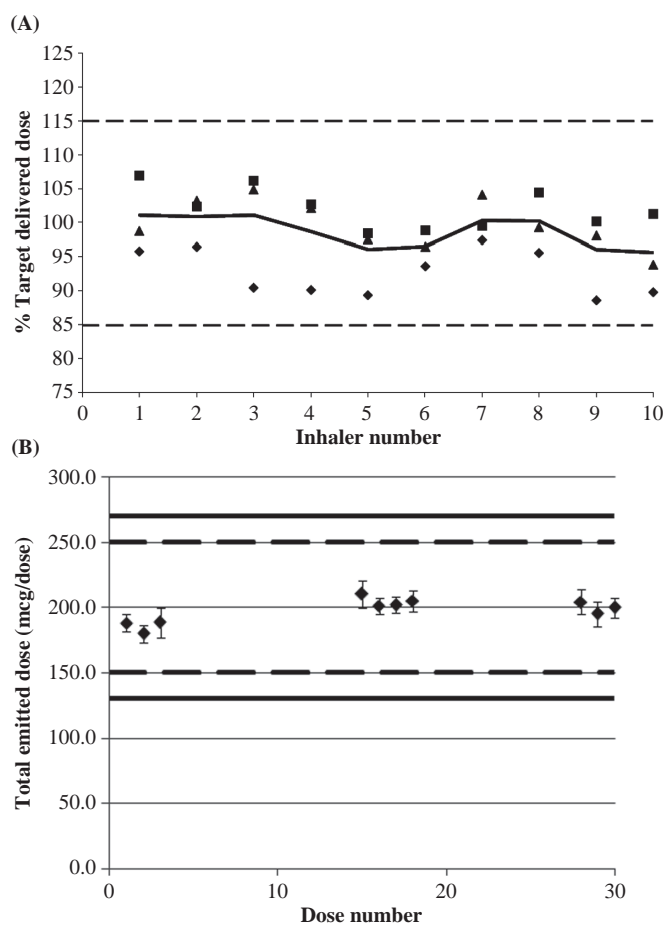 (A)
% Target delivered dose
125
120
115
110
105
100
95
90
85
80
75
0 1 2 3 4 5 6 7 8 9 10
Inhaler number
(B)
Total emitted dose (mcg/dose)
300.0
250.0
200.0
150.0
100.0
50.0
0.0
0 10 20 30
Dose number